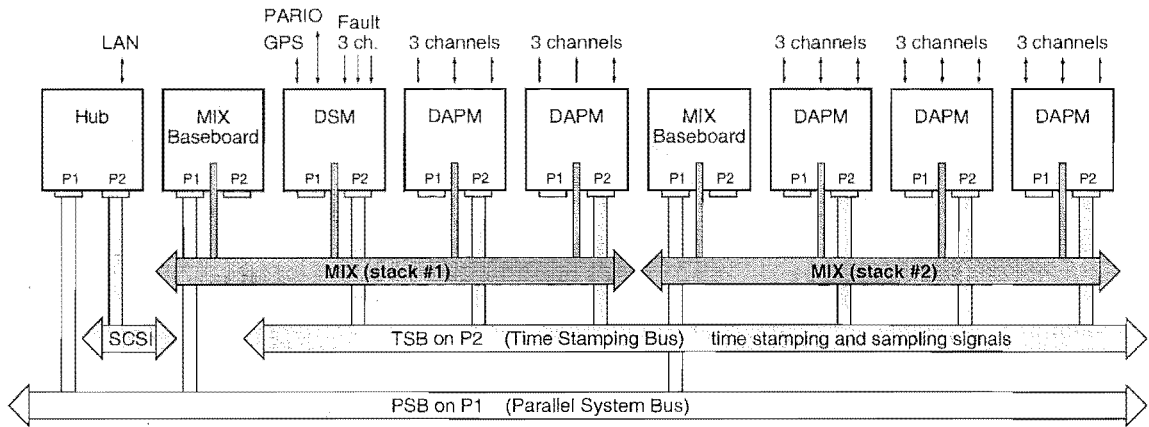 PARIO
GPS
Fault
3 ch.
LAN
3 channels
3 channels
3 channels
3 channels
3 channels
Hub
MIX
Baseboard
DSM
DAPM
DAPM
MIX
Baseboard
DAPM
DAPM
DAPM
P1 P2
P1 P2
P1 P2
P1 P2
P1 P2
P1 P2
P1 P2
P1 P2
P1 P2
MIX (stack #1)
MIX (stack #2)
SCSI
TSB on P2 (Time Stamping Bus) time stamping and sampling signals
PSB on P1 (Parallel System Bus)